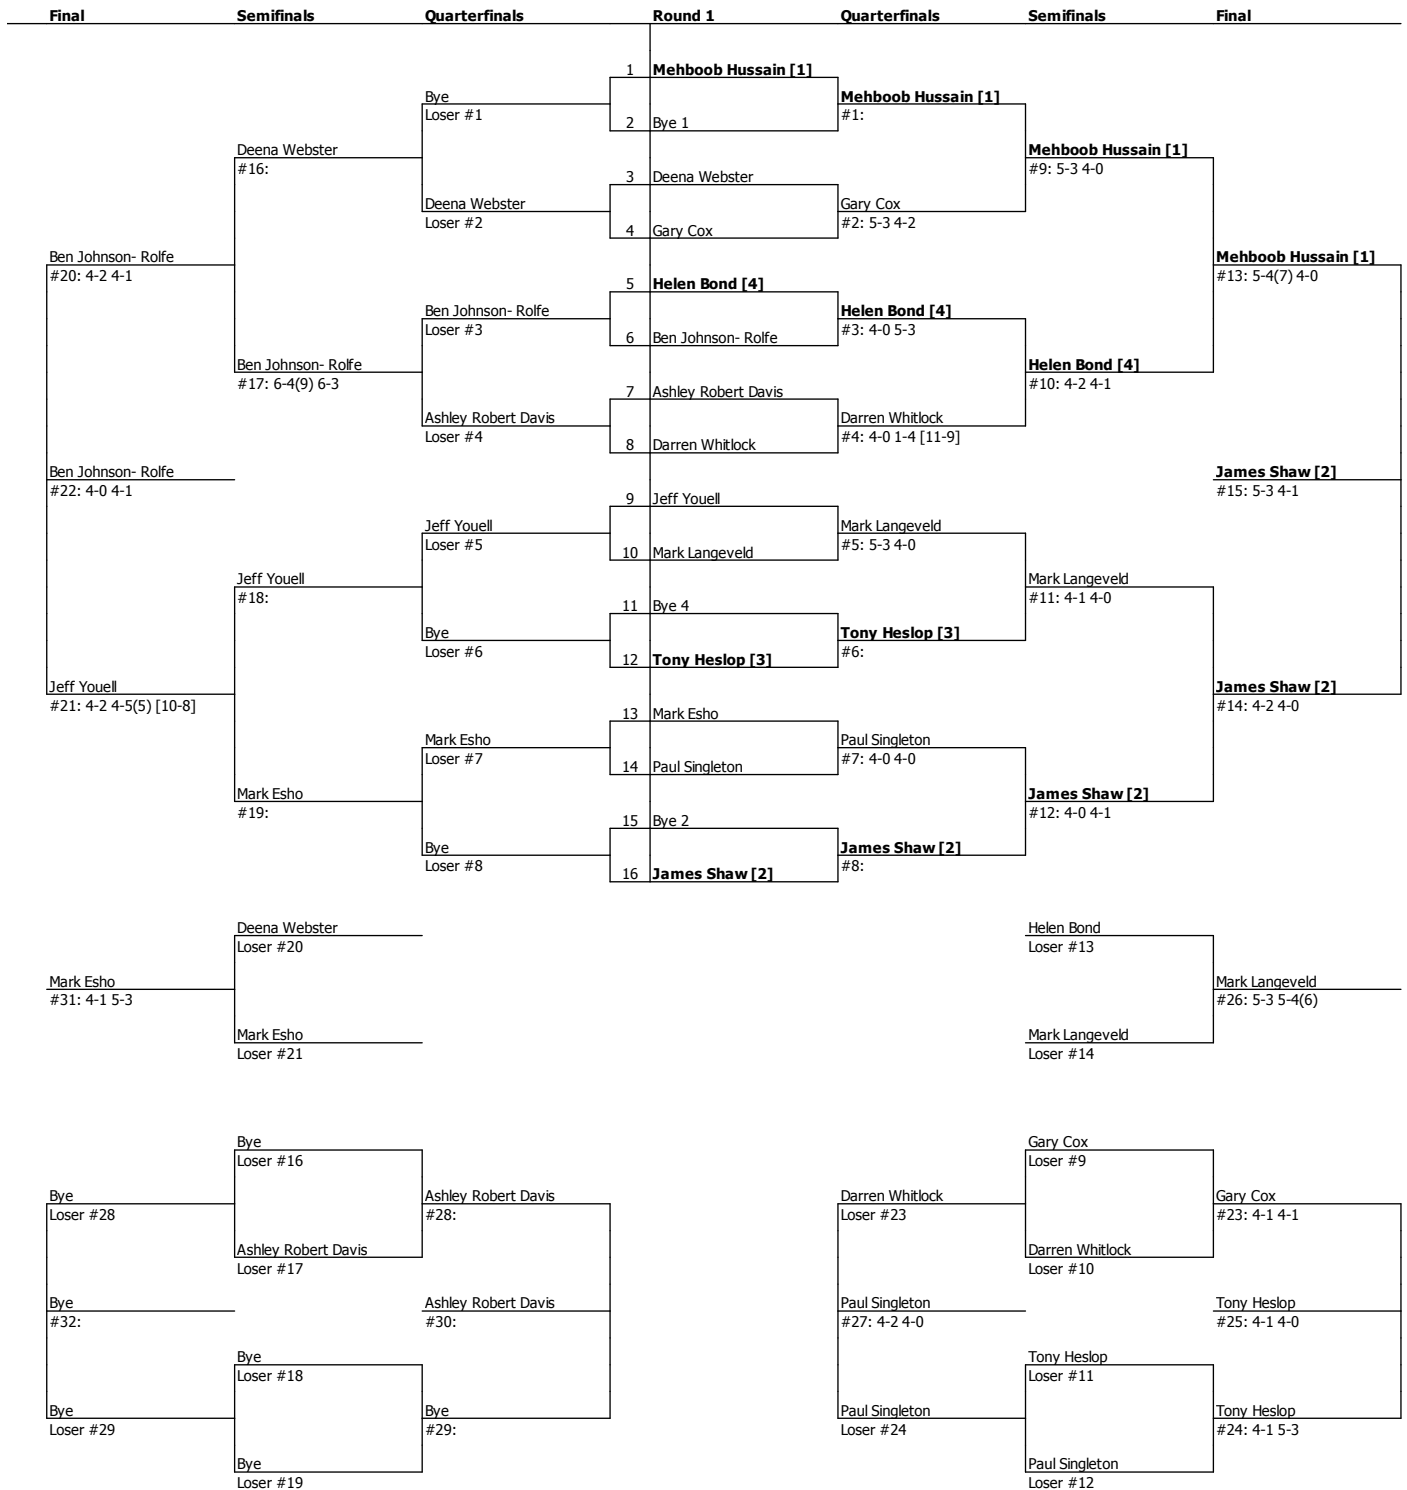 Final Semifinals Quarterfinals Round 1 Quarterfinals Semifinals Final
1 Mehboob Hussain [1]
Bye Mehboob Hussain [1]
Loser #1 #1:
2 Bye 1
Deena Webster Mehboob Hussain [1]
#16: #9: 5-3 4-0
3 Deena Webster
Deena Webster Gary Cox
Loser #2 #2: 5-3 4-2
4 Gary Cox
Ben Johnson- Rolfe Mehboob Hussain [1]
#20: 4-2 4-1 #13: 5-4(7) 4-0
5 Helen Bond [4]
Ben Johnson- Rolfe Helen Bond [4]
Loser #3 #3: 4-0 5-3
6 Ben Johnson- Rolfe
Ben Johnson- Rolfe Helen Bond [4]
#17: 6-4(9) 6-3 #10: 4-2 4-1
7 Ashley Robert Davis
Ashley Robert Davis Darren Whitlock
Loser #4 #4: 4-0 1-4 [11-9]
8 Darren Whitlock
Ben Johnson- Rolfe James Shaw [2]
#22: 4-0 4-1 #15: 5-3 4-1
9 Jeff Youell
Jeff Youell Mark Langeveld
Loser #5 #5: 5-3 4-0
10 Mark Langeveld
Jeff Youell Mark Langeveld
#18: #11: 4-1 4-0
11 Bye 4
Bye Tony Heslop [3]
Loser #6 #6:
12 Tony Heslop [3]
Jeff Youell James Shaw [2]
#21: 4-2 4-5(5) [10-8] #14: 4-2 4-0
13 Mark Esho
Mark Esho Paul Singleton
Loser #7 #7: 4-0 4-0
14 Paul Singleton
Mark Esho James Shaw [2]
#19: #12: 4-0 4-1
15 Bye 2
Bye James Shaw [2]
Loser #8 #8:
16 James Shaw [2]
Deena Webster Helen Bond
Loser #20 Loser #13
Mark Esho Mark Langeveld
#31: 4-1 5-3 #26: 5-3 5-4(6)
Mark Esho Mark Langeveld
Loser #21 Loser #14
Bye Gary Cox
Loser #16 Loser #9
Bye Ashley Robert Davis Darren Whitlock Gary Cox
Loser #28 #28: Loser #23 #23: 4-1 4-1
Ashley Robert Davis Darren Whitlock
Loser #17 Loser #10
Bye Ashley Robert Davis Paul Singleton Tony Heslop
#32: #30: #27: 4-2 4-0 #25: 4-1 4-0
Bye Tony Heslop
Loser #18 Loser #11
Bye Bye Paul Singleton Tony Heslop
Loser #29 #29: Loser #24 #24: 4-1 5-3
Bye Paul Singleton
Loser #19 Loser #12